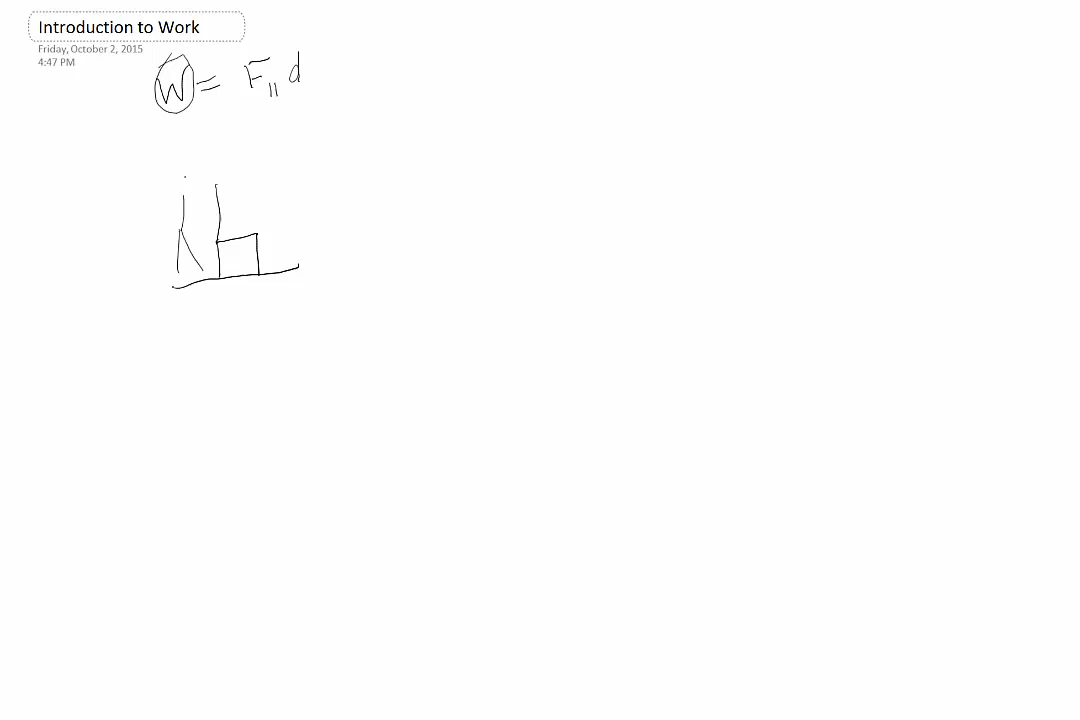 Introduction to Work
Friday, October 2, 2015
4:47 PM
W = F|| d